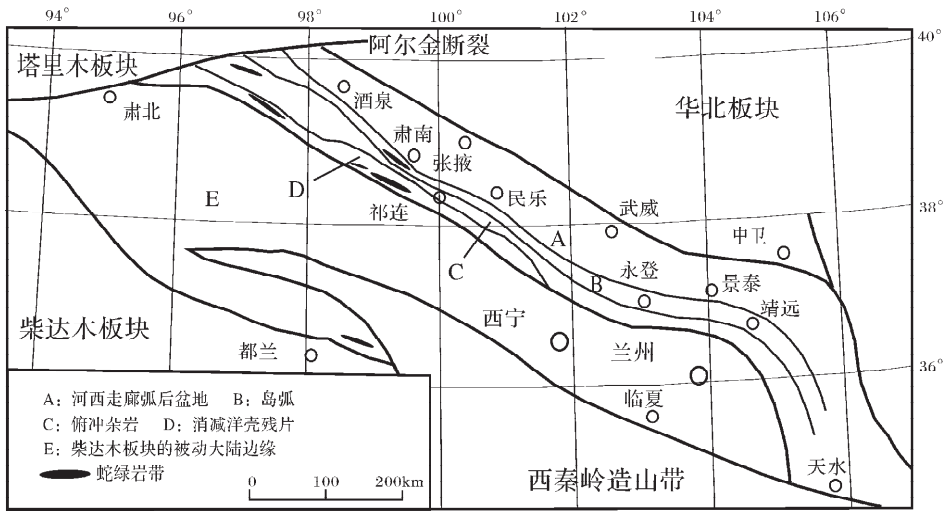 94° 96° 98° 100° 102° 104° 106°
40°
阿尔金断裂
塔里木板块
华北板块
肃北
酒泉
肃南
张掖
D
E
祁连
民乐
武威
38°
A
中卫
C
B
永登
景泰
靖远
西宁
柴达木板块
都兰
兰州
36°
临夏
A：河西走廊弧后盆地 B：岛弧
C：俯冲杂岩 D：消减洋壳残片
E：柴达木板块的被动大陆边缘
蛇绿岩带
天水
西秦岭造山带
0 100 200km